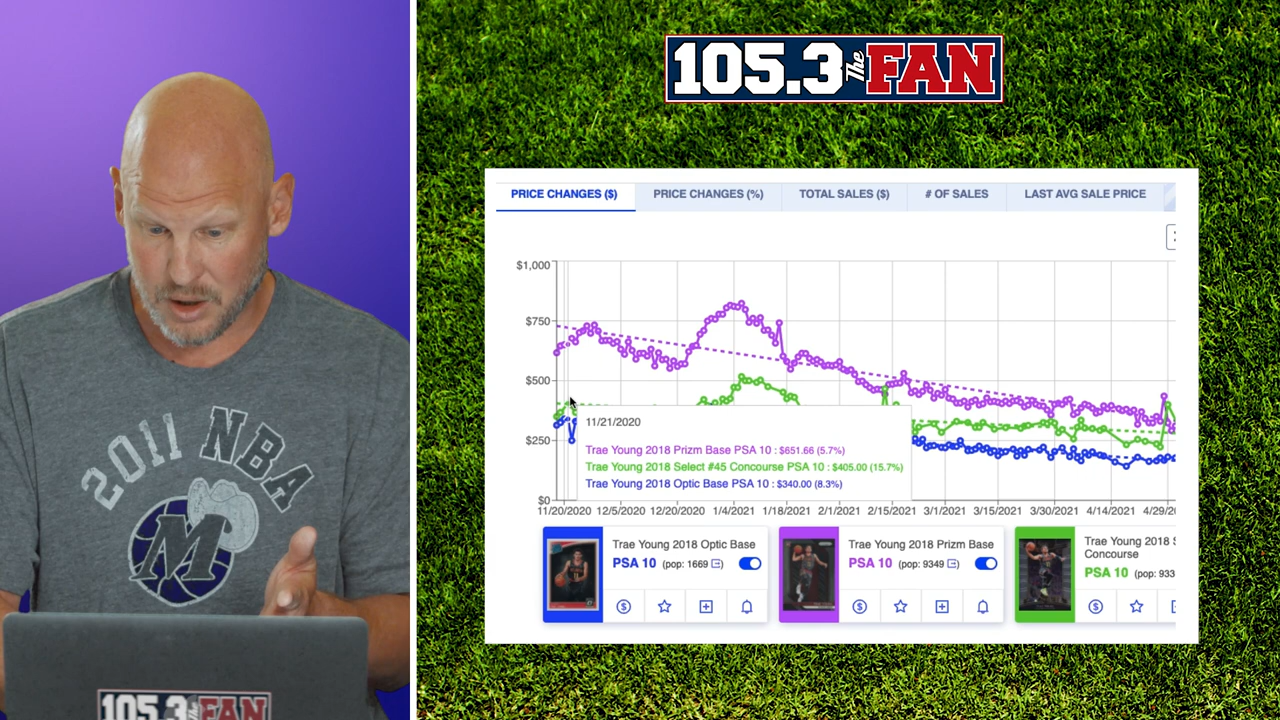 105.3 The FAN
2011 NBA
M
105.3 The FAN
PRICE CHANGES ($) PRICE CHANGES (%) TOTAL SALES ($) # OF SALES LAST AVG SALE PRICE
$1,000
$750
$500
$250
$0
11/21/2020
Trae Young 2018 Prizm Base PSA 10 : $651.66 (5.7%)
Trae Young 2018 Select #45 Concourse PSA 10 : $405.00 (15.7%)
Trae Young 2018 Optic Base PSA 10 : $340.00 (8.3%)
11/20/2020 12/5/2020 12/20/2020 1/4/2021 1/18/2021 2/1/2021 2/15/2021 3/1/2021 3/15/2021 3/30/2021 4/14/2021 4/29/20
Trae Young 2018 Optic Base
PSA 10 (pop: 1669)
Trae Young 2018 Prizm Base
PSA 10 (pop: 9349)
Trae Young 2018 S
Concourse
PSA 10 (pop: 933